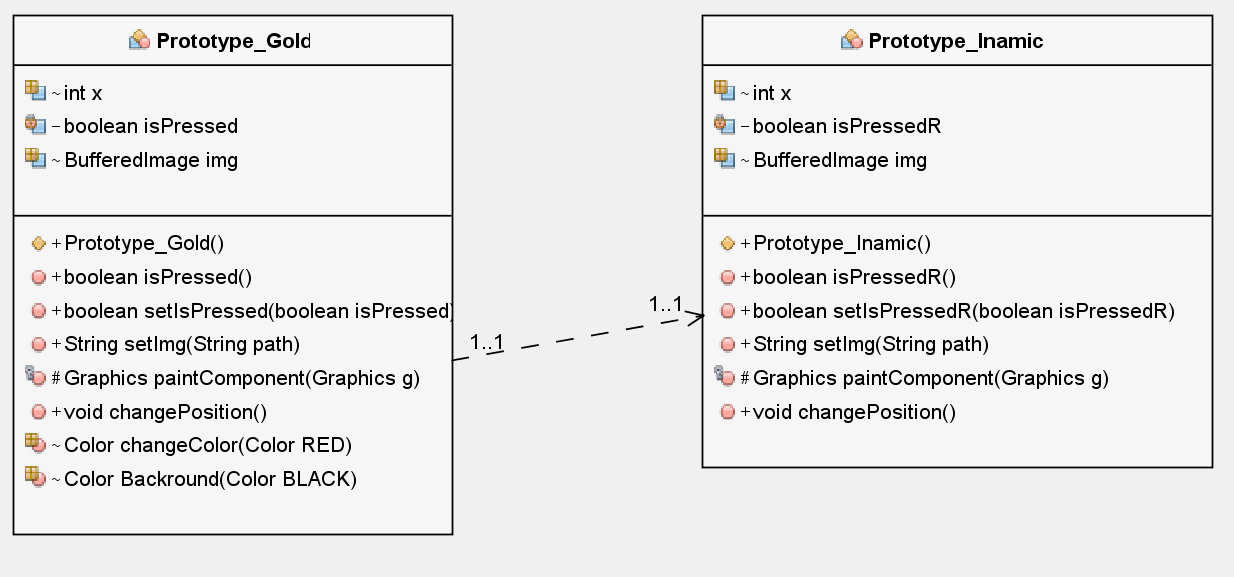 Prototype_Gold
~ int x
- boolean isPressed
~ BufferedImage img
+ Prototype_Gold()
+ boolean isPressed()
+ boolean setIsPressed(boolean isPressed)
+ String setImg(String path)
# Graphics paintComponent(Graphics g)
+ void changePosition()
~ Color changeColor(Color RED)
~ Color Backround(Color BLACK)
1..1
1..1
Prototype_Inamic
~ int x
- boolean isPressedR
~ BufferedImage img
+ Prototype_Inamic()
+ boolean isPressedR()
+ boolean setIsPressedR(boolean isPressedR)
+ String setImg(String path)
# Graphics paintComponent(Graphics g)
+ void changePosition()